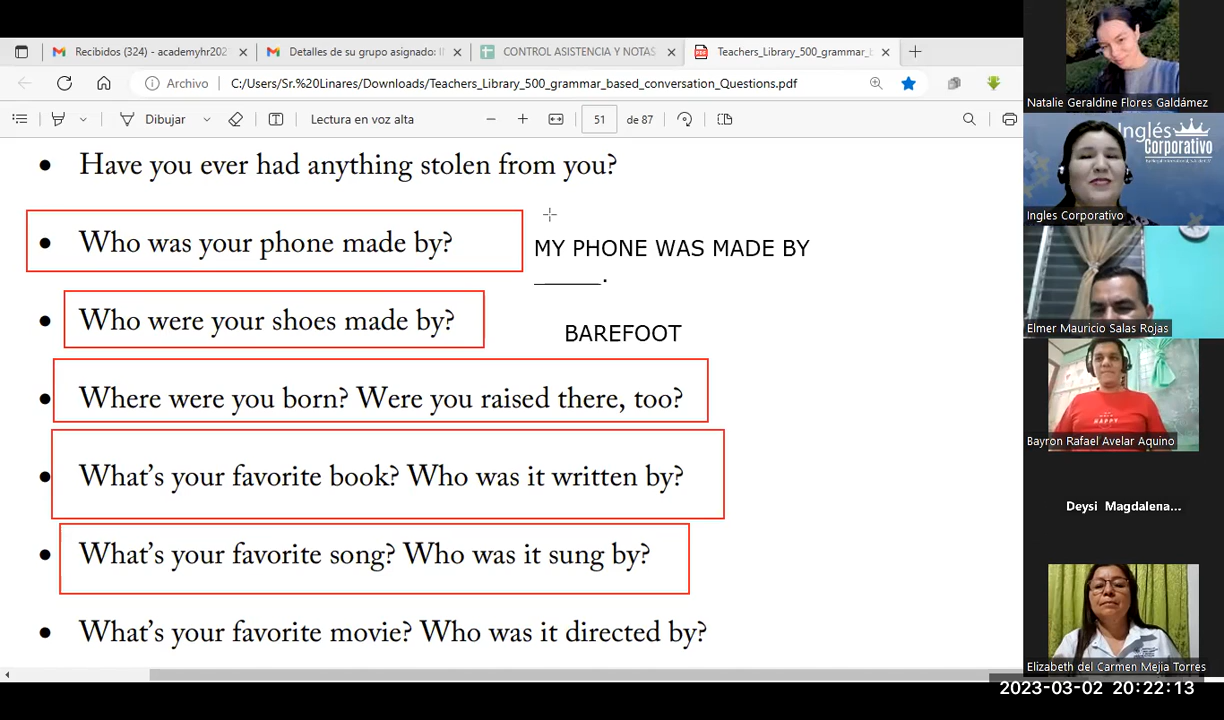 Recibidos (324) - academyhr202
Detalles de su grupo asignado: II
CONTROL ASISTENCIA Y NOTAS
Teachers_Library_500_grammar_b
Archivo
C:/Users/Sr.%20Linares/Downloads/Teachers_Library_500_grammar_based_conversation_Questions.pdf
Dibujar
Lectura en voz alta
51
de 87
Have you ever had anything stolen from you?
Who was your phone made by?
MY PHONE WAS MADE BY
______.
Who were your shoes made by?
BAREFOOT
Where were you born? Were you raised there, too?
What's your favorite book? Who was it written by?
What's your favorite song? Who was it sung by?
What's your favorite movie? Who was it directed by?
Natalie Geraldine Flores Galdámez
Inglés
Corporativo
Ingles Corporativo
Elmer Mauricio Salas Rojas
HAPPY
Bayron Rafael Avelar Aquino
Deysi Magdalena...
Elizabeth del Carmen Mejia Torres
2023-03-02 20:22:13